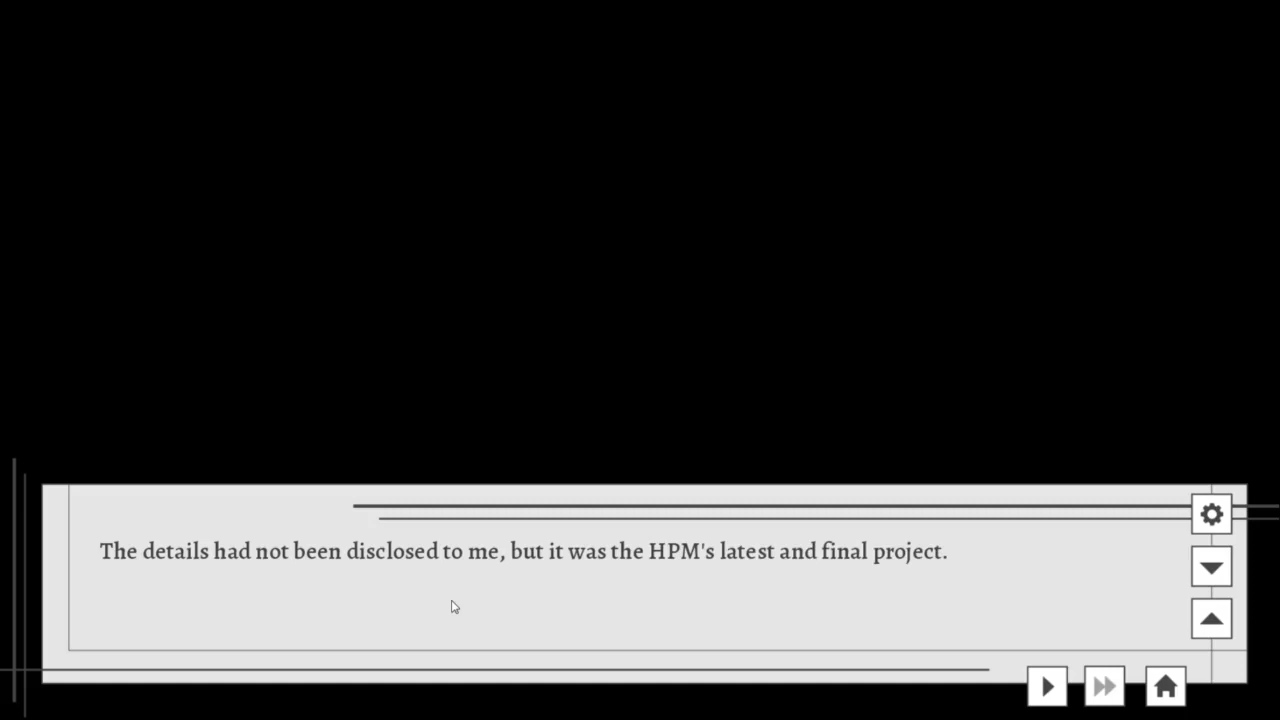 The details had not been disclosed to me, but it was the HPM's latest and final project.